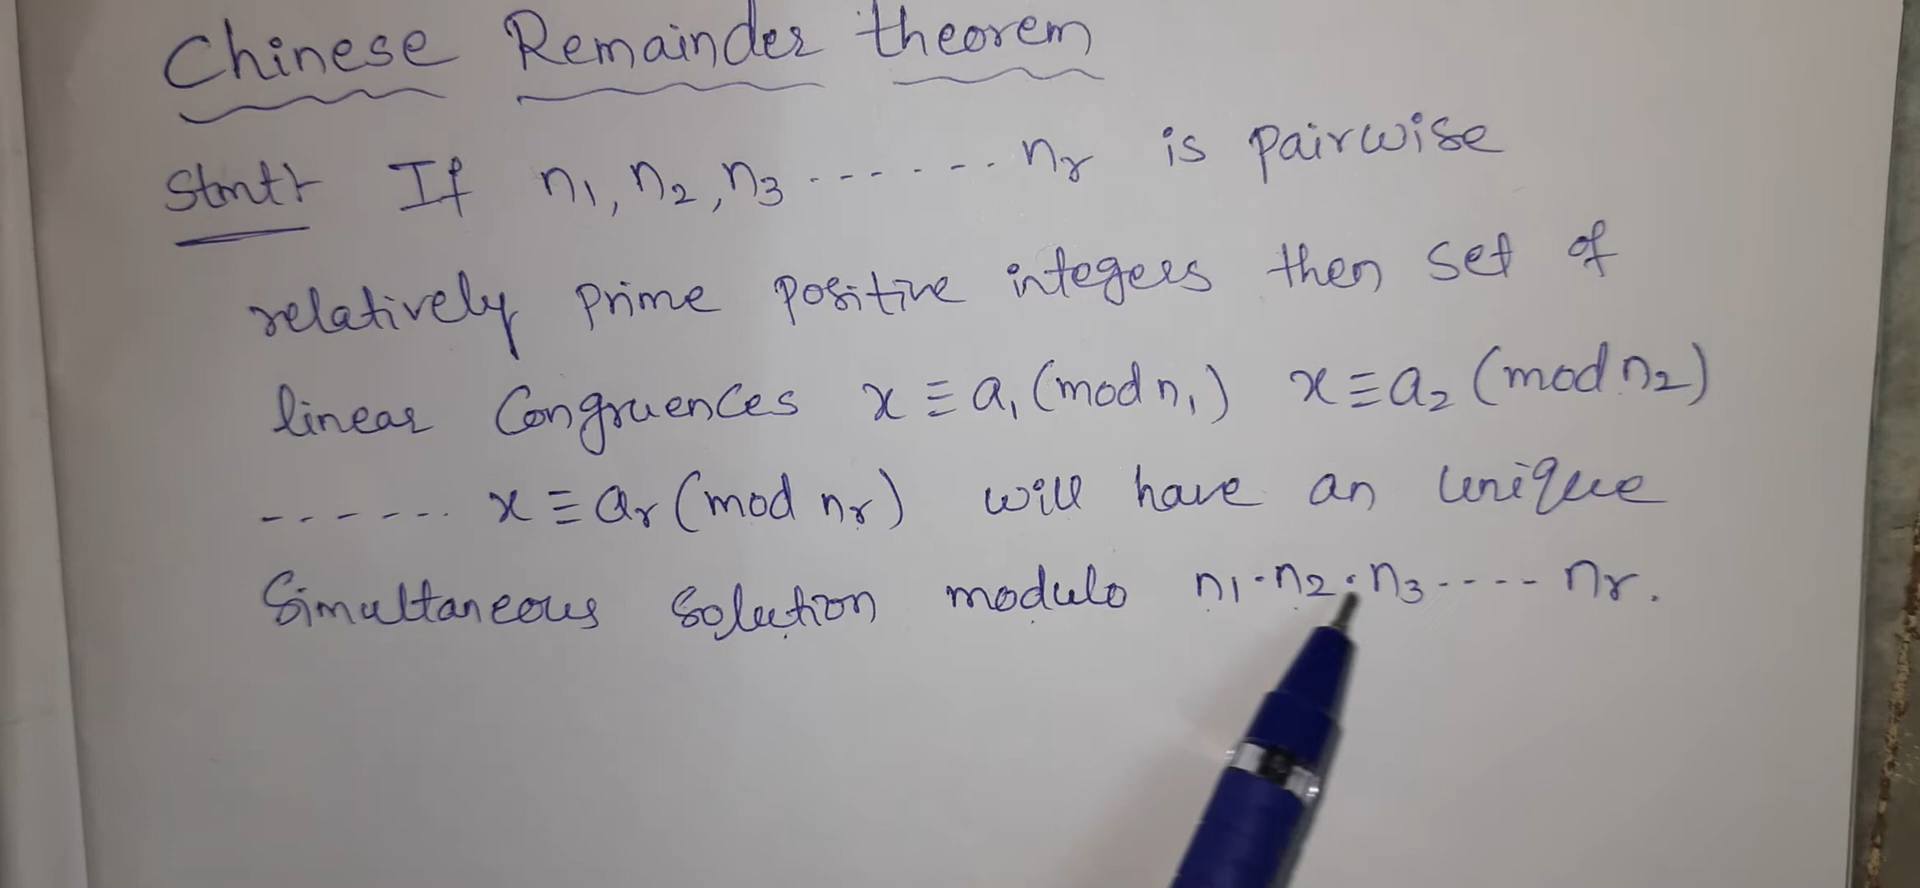 Chinese Remainder theorem
Stmt If n1, n2, n3 ....... nr is pairwise
relatively prime positive integers then set of
linear Congruences x ≡ a1 (mod n1) x ≡ a2 (mod n2)
------- x ≡ ar (mod nr) will have an unique
Simultaneous Solution modulo n1·n2·n3---- nr.